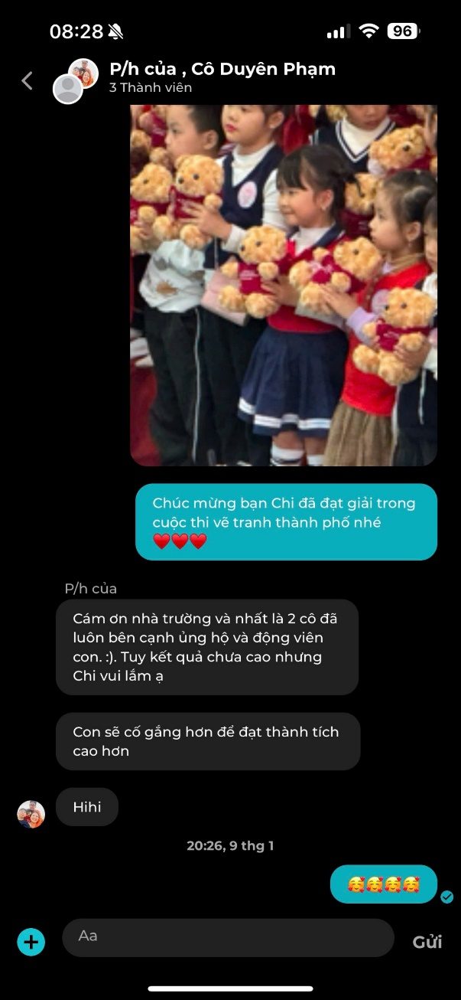 08:28
96
P/h của , Cô Duyên Phạm
3 Thành viên
Chúc mừng bạn Chi đã đạt giải trong
cuộc thi vẽ tranh thành phố nhé
♥️♥️♥️
P/h của
Cám ơn nhà trường và nhất là 2 cô đã
luôn bên cạnh ủng hộ và động viên
con. :). Tuy kết quả chưa cao nhưng
Chi vui lắm ạ
Con sẽ cố gắng hơn để đạt thành tích
cao hơn
Hihi
20:26, 9 thg 1
🥰🥰🥰🥰
Aa
Gửi